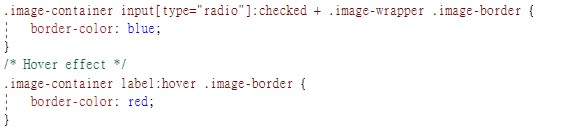 .image-container input[type="radio"]:checked + .image-wrapper .image-border {
border-color: blue;
}
/* Hover effect */
.image-container label:hover .image-border {
border-color: red;
}